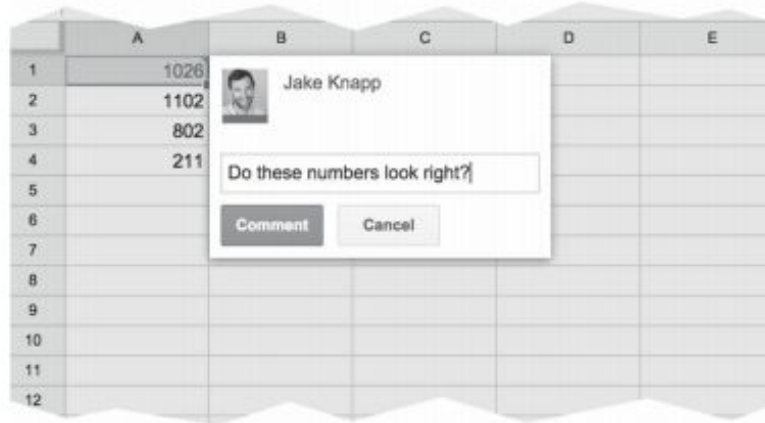 A B C D E
1 1026 Jake Knapp
2 1102
3 802
4 211 Do these numbers look right?
5
6 Comment Cancel
7
8
9
10
11
12